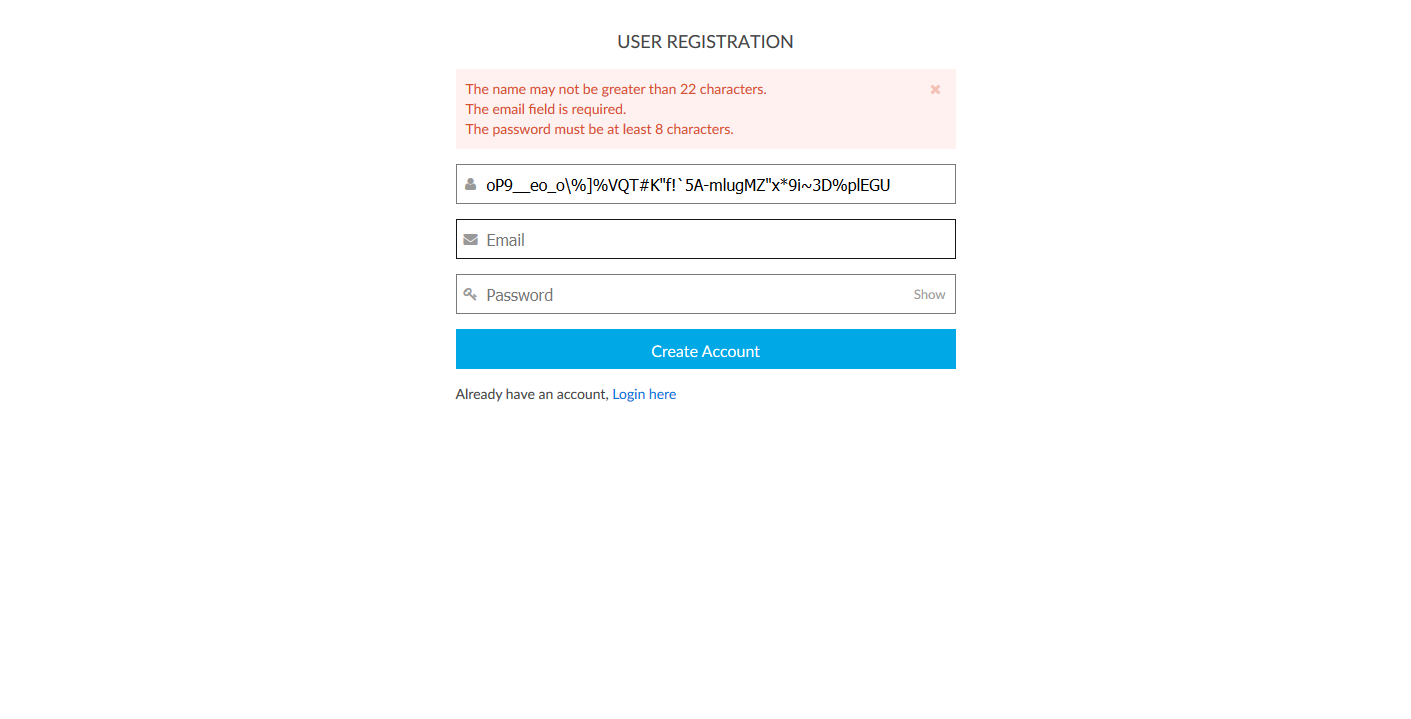 USER REGISTRATION
The name may not be greater than 22 characters.
The email field is required.
The password must be at least 8 characters.
oP9__eo_o\%]%VQT#K"f!`5A-mlugMZ"x*9i~3D%plEGU
Email
Password Show
Create Account
Already have an account, Login here